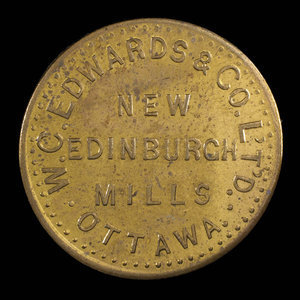 W.C. EDWARDS & CO. LTD.
NEW
EDINBURGH
MILLS
OTTAWA